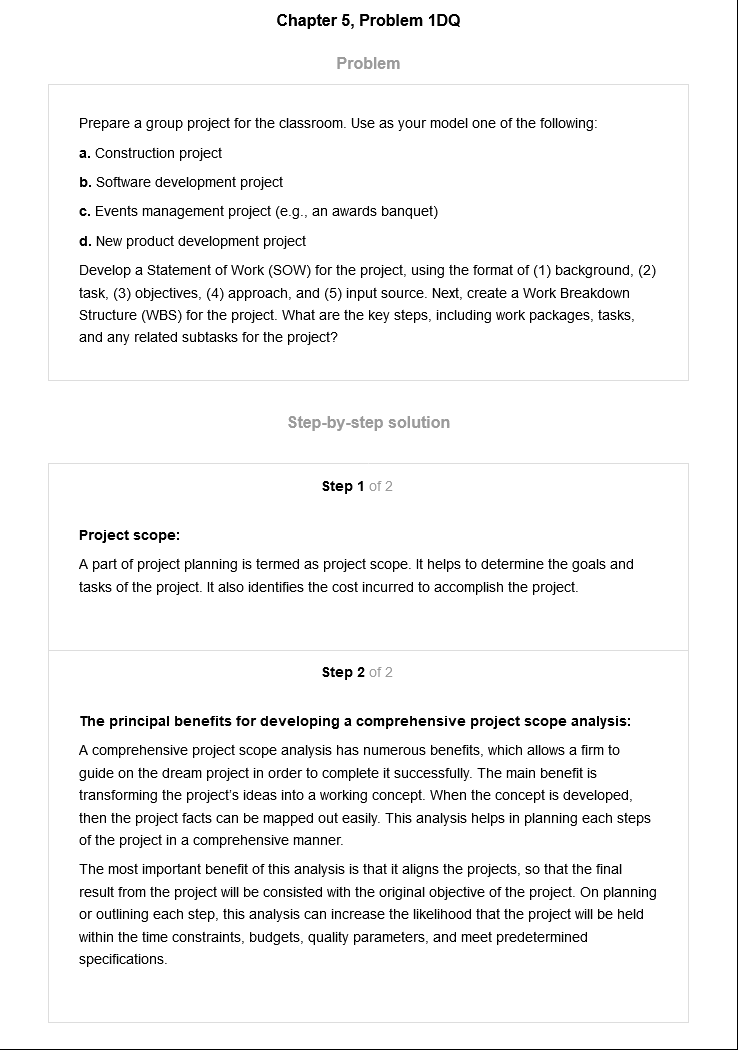 Chapter 5, Problem 1DQ
Problem
Prepare a group project for the classroom. Use as your model one of the following:
a. Construction project
b. Software development project
c. Events management project (e.g., an awards banquet)
d. New product development project
Develop a Statement of Work (SOW) for the project, using the format of (1) background, (2)
task, (3) objectives, (4) approach, and (5) input source. Next, create a Work Breakdown
Structure (WBS) for the project. What are the key steps, including work packages, tasks,
and any related subtasks for the project?
Step-by-step solution
Step 1 of 2
Project scope:
A part of project planning is termed as project scope. It helps to determine the goals and
tasks of the project. It also identifies the cost incurred to accomplish the project.
Step 2 of 2
The principal benefits for developing a comprehensive project scope analysis:
A comprehensive project scope analysis has numerous benefits, which allows a firm to
guide on the dream project in order to complete it successfully. The main benefit is
transforming the project's ideas into a working concept. When the concept is developed,
then the project facts can be mapped out easily. This analysis helps in planning each steps
of the project in a comprehensive manner.
The most important benefit of this analysis is that it aligns the projects, so that the final
result from the project will be consisted with the original objective of the project. On planning
or outlining each step, this analysis can increase the likelihood that the project will be held
within the time constraints, budgets, quality parameters, and meet predetermined
specifications.